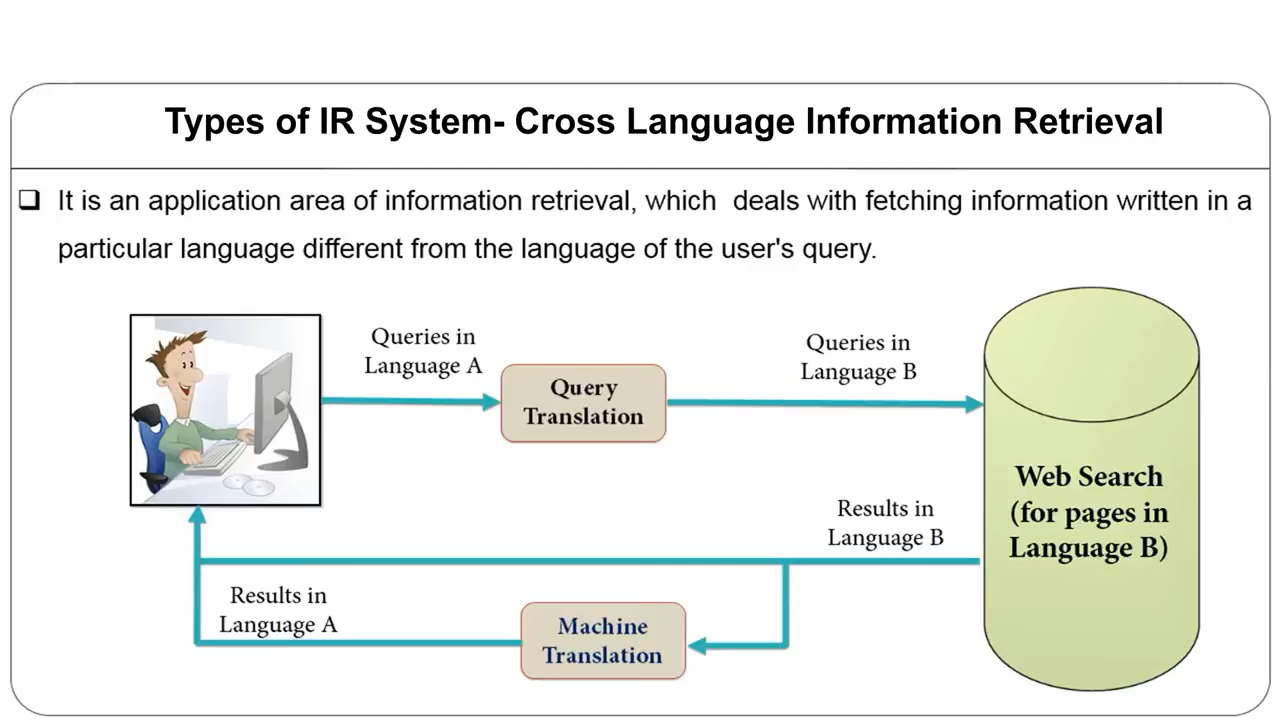 Types of IR System- Cross Language Information Retrieval
It is an application area of information retrieval, which deals with fetching information written in a
particular language different from the language of the user's query.
Queries in
Language A
Query
Translation
Queries in
Language B
Web Search
(for pages in
Language B)
Results in
Language B
Results in
Language A
Machine
Translation